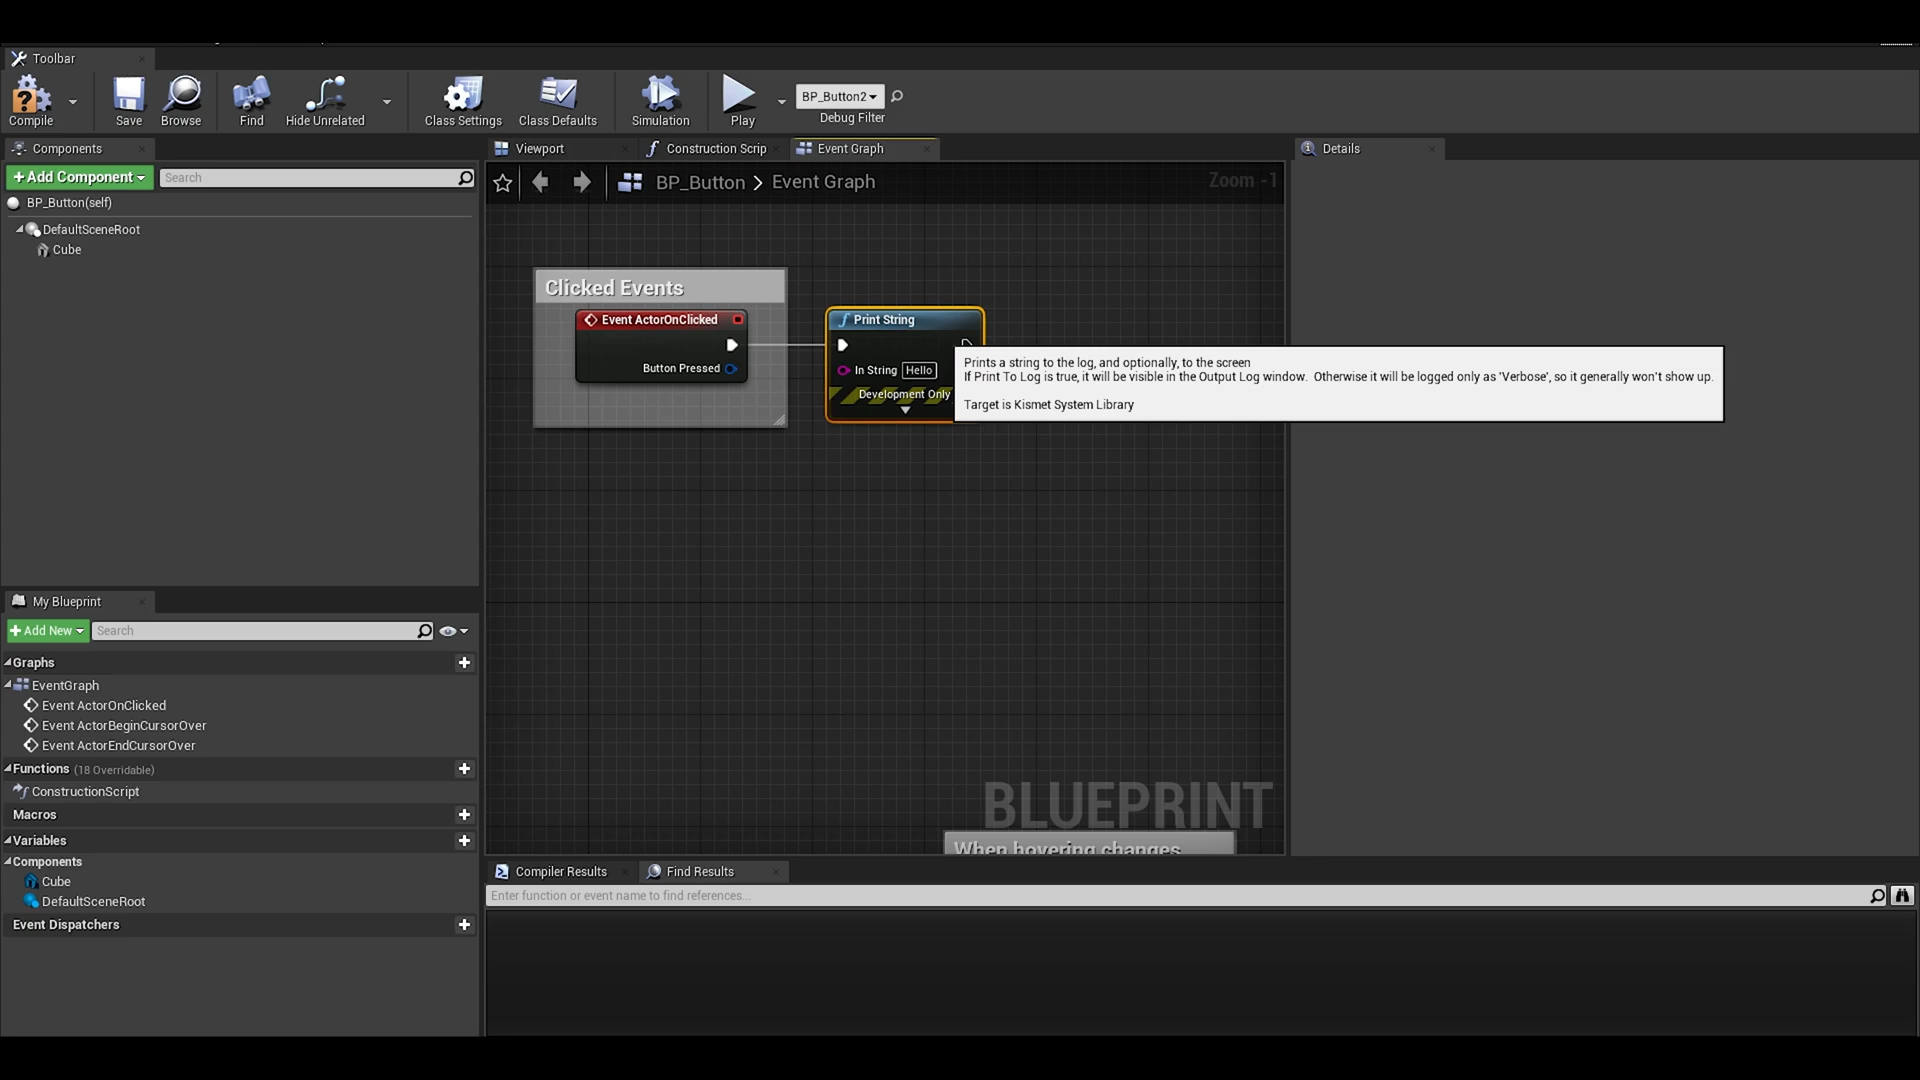 Toolbar
Compile
Save
Browse
Find
Hide Unrelated
Class Settings
Class Defaults
Simulation
Play
BP_Button2
Debug Filter
Components
Viewport
Construction Scrip
Event Graph
Details
+Add Component
Search
BP_Button > Event Graph
Zoom -1
BP_Button(self)
DefaultSceneRoot
Cube
Clicked Events
Event ActorOnClicked
Button Pressed
Print String
In String Hello
Development Only
Prints a string to the log, and optionally, to the screen
If Print To Log is true, it will be visible in the Output Log window. Otherwise it will be logged only as 'Verbose', so it generally won't show up.
Target is Kismet System Library
My Blueprint
+Add New
Search
Graphs
EventGraph
Event ActorOnClicked
Event ActorBeginCursorOver
Event ActorEndCursorOver
Functions (18 Overridable)
ConstructionScript
Macros
Variables
Components
Cube
DefaultSceneRoot
Event Dispatchers
BLUEPRINT
When hovering changes
Compiler Results
Find Results
Enter function or event name to find references...